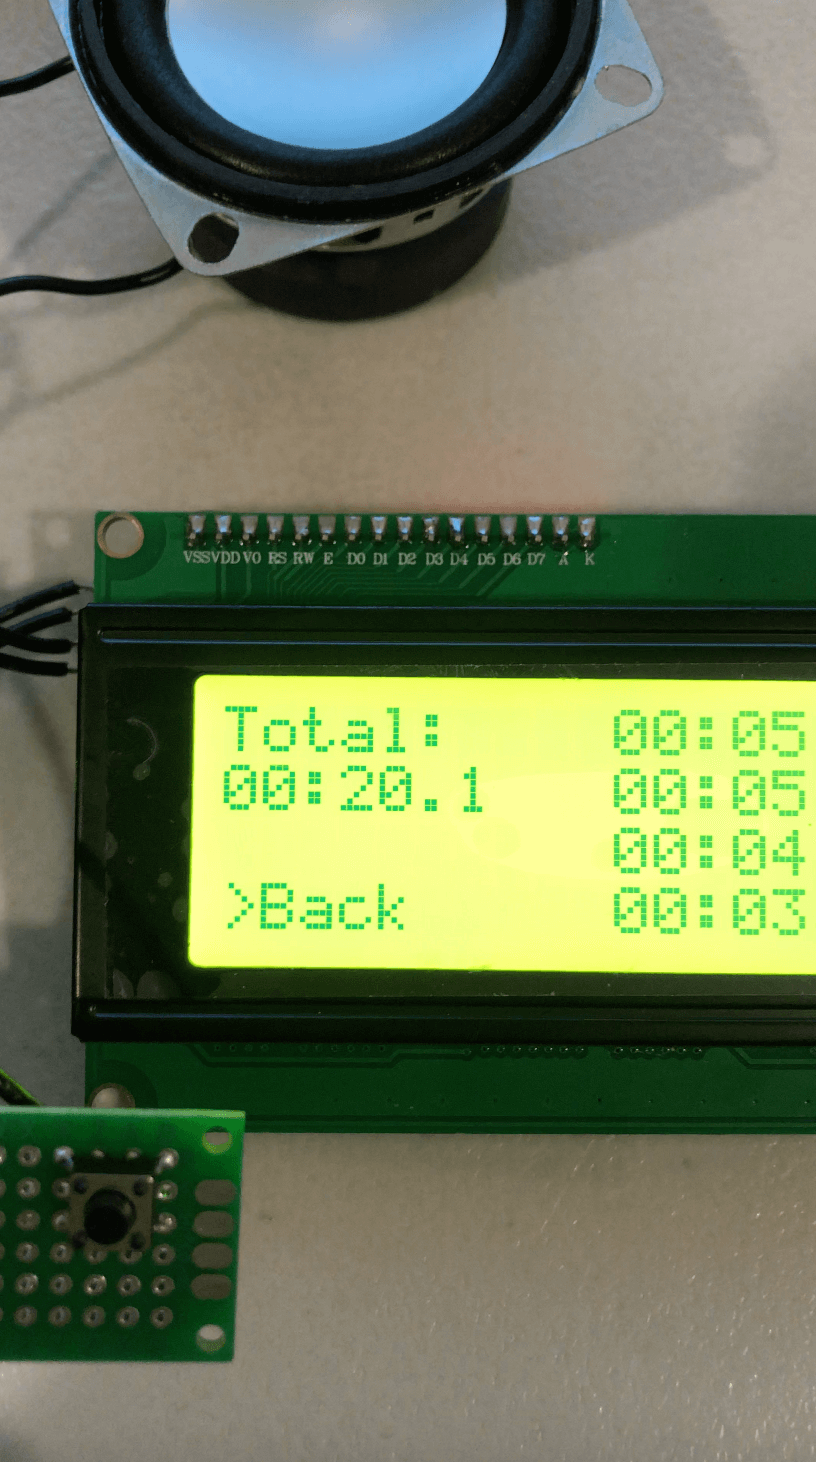 VSS VDD V0 RS RW E D0 D1 D2 D3 D4 D5 D6 D7 A K
Total: 00:05
00:20.1 00:05
00:04
>Back 00:03